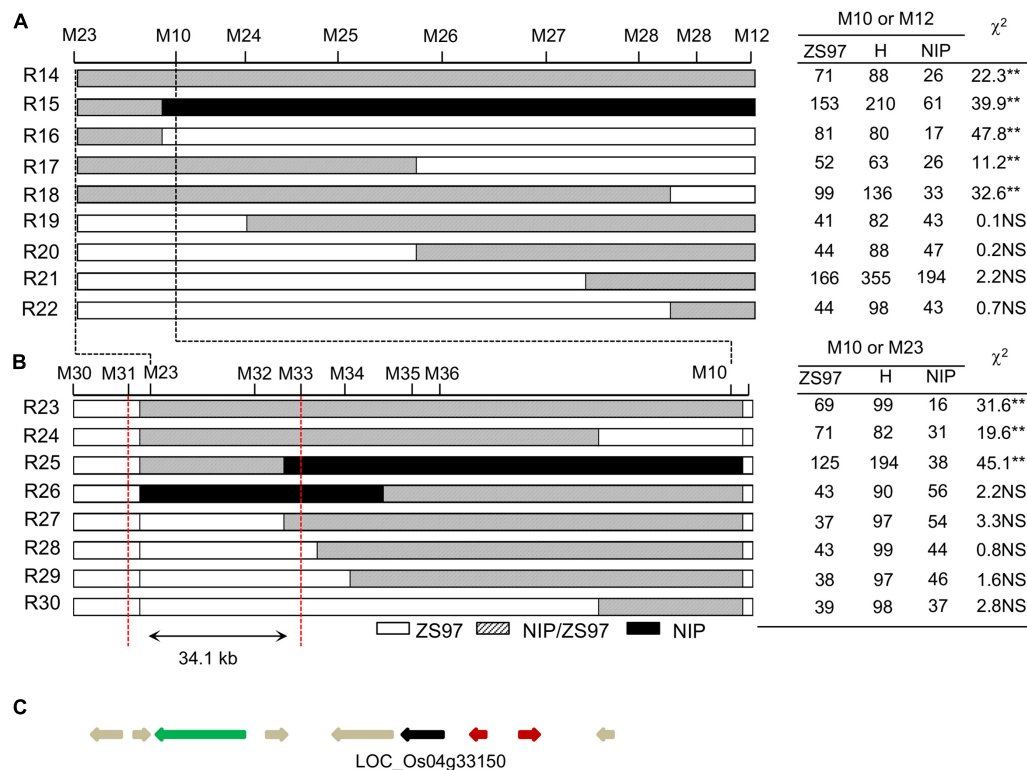 A
M10 or M12
χ²
M23 M10 M24 M25 M26 M27 M28 M28 M12
ZS97 H NIP
R14 71 88 26 22.3**
R15 153 210 61 39.9**
R16 81 80 17 47.8**
R17 52 63 26 11.2**
R18 99 136 33 32.6**
R19 41 82 43 0.1NS
R20 44 88 47 0.2NS
R21 166 355 194 2.2NS
R22 44 98 43 0.7NS
B
M10 or M23
χ²
M30 M31 M23 M32 M33 M34 M35 M36 M10
ZS97 H NIP
R23 69 99 16 31.6**
R24 71 82 31 19.6**
R25 125 194 38 45.1**
R26 43 90 56 2.2NS
R27 37 97 54 3.3NS
R28 43 99 44 0.8NS
R29 38 97 46 1.6NS
R30 39 98 37 2.8NS
ZS97 NIP/ZS97 NIP
34.1 kb
C
LOC_Os04g33150